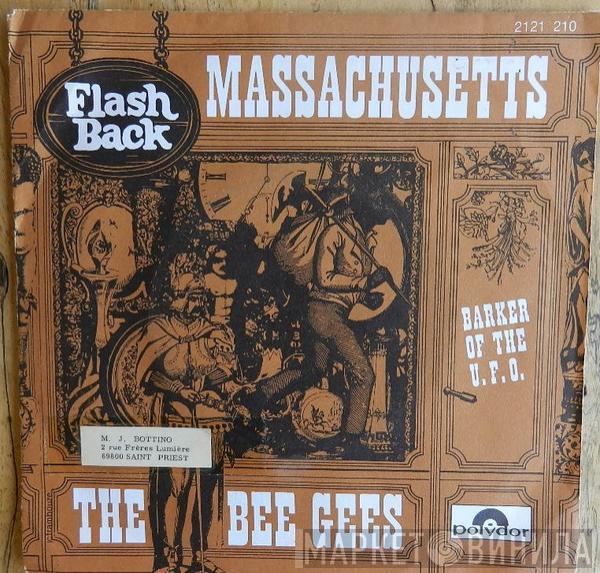 2121 210
Flash
Back
MASSACHUSETTS
BARKER
OF THE
U.F.O.
M. J. BOTTINO
2 rue Frères Lumière
69800 SAINT PRIEST
THE BEE GEES
polydor
МАРКЕТ ВИНИЛА